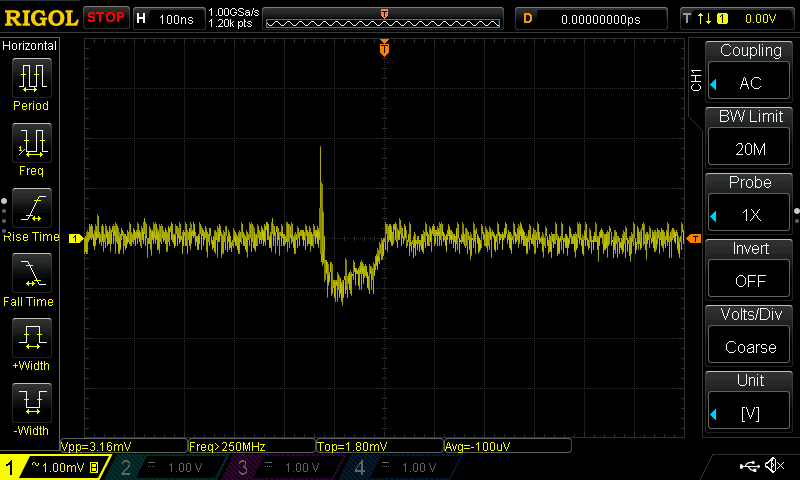 RIGOL STOP H 100ns 1.00GSa/s D 0.00000000ps T 1 0.00V
1.20k pts
T
Horizontal
Period
Freq
Rise Time
Fall Time
+Width
-Width
1
T
CH1
Coupling
AC
BW Limit
20M
Probe
1X
Invert
OFF
Volts/Div
Coarse
Unit
[V]
Vpp=3.16mV Freq>250MHz Top=1.80mV Avg=-100uV
1 ~1.00mV B 2 1.00 V 3 1.00 V 4 1.00 V